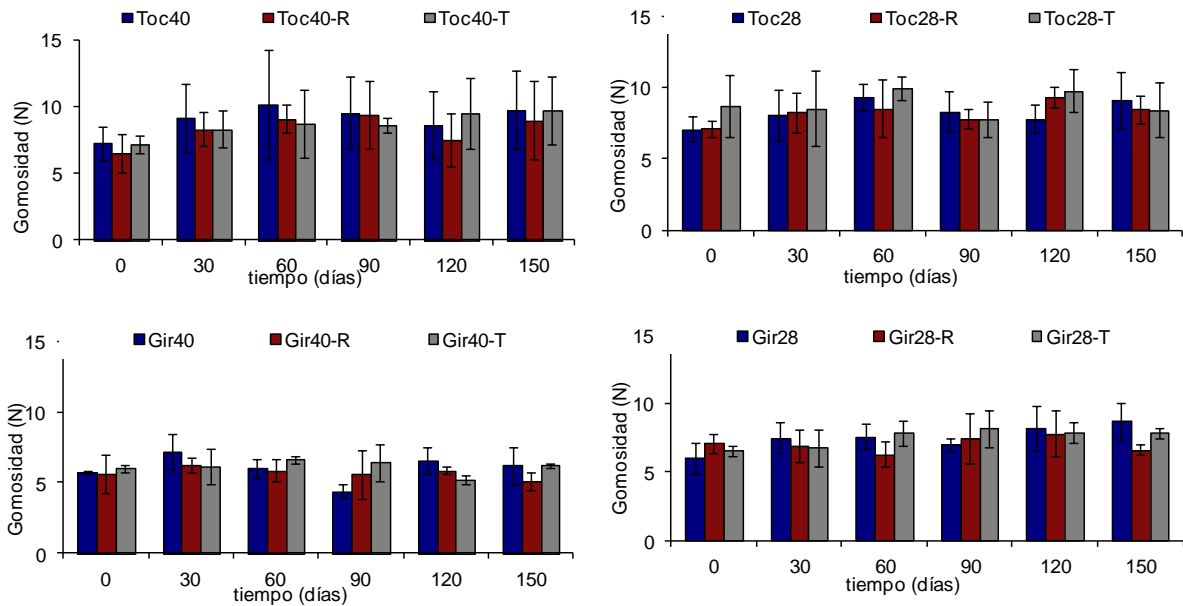 Toc40 Toc40-R Toc40-T
15
10
5
0
Gomosidad (N)
0 30 60 90 120 150
tiempo (días)
Toc28 Toc28-R Toc28-T
15
10
5
0
Gomosidad (N)
0 30 60 90 120 150
tiempo (días)
Gir40 Gir40-R Gir40-T
15
10
5
0
Gomosidad (N)
0 30 60 90 120 150
tiempo (días)
Gir28 Gir28-R Gir28-T
15
10
5
0
Gomosidad (N)
0 30 60 90 120 150
tiempo (días)